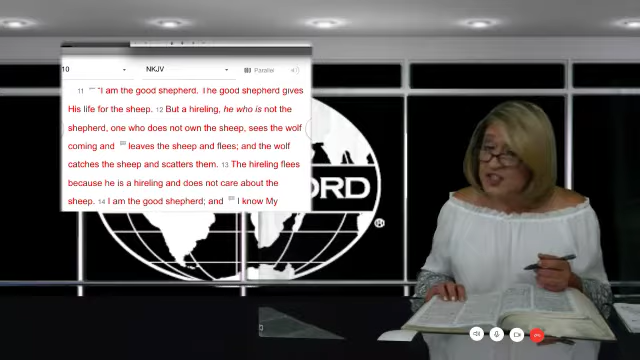 10 NKJV Parallel
11 "I am the good shepherd. The good shepherd gives
His life for the sheep. 12 But a hireling, he who is not the
shepherd, one who does not own the sheep, sees the wolf
coming and leaves the sheep and flees; and the wolf
catches the sheep and scatters them. 13 The hireling flees
because he is a hireling and does not care about the
sheep. 14 I am the good shepherd; and I know My
ORD
®